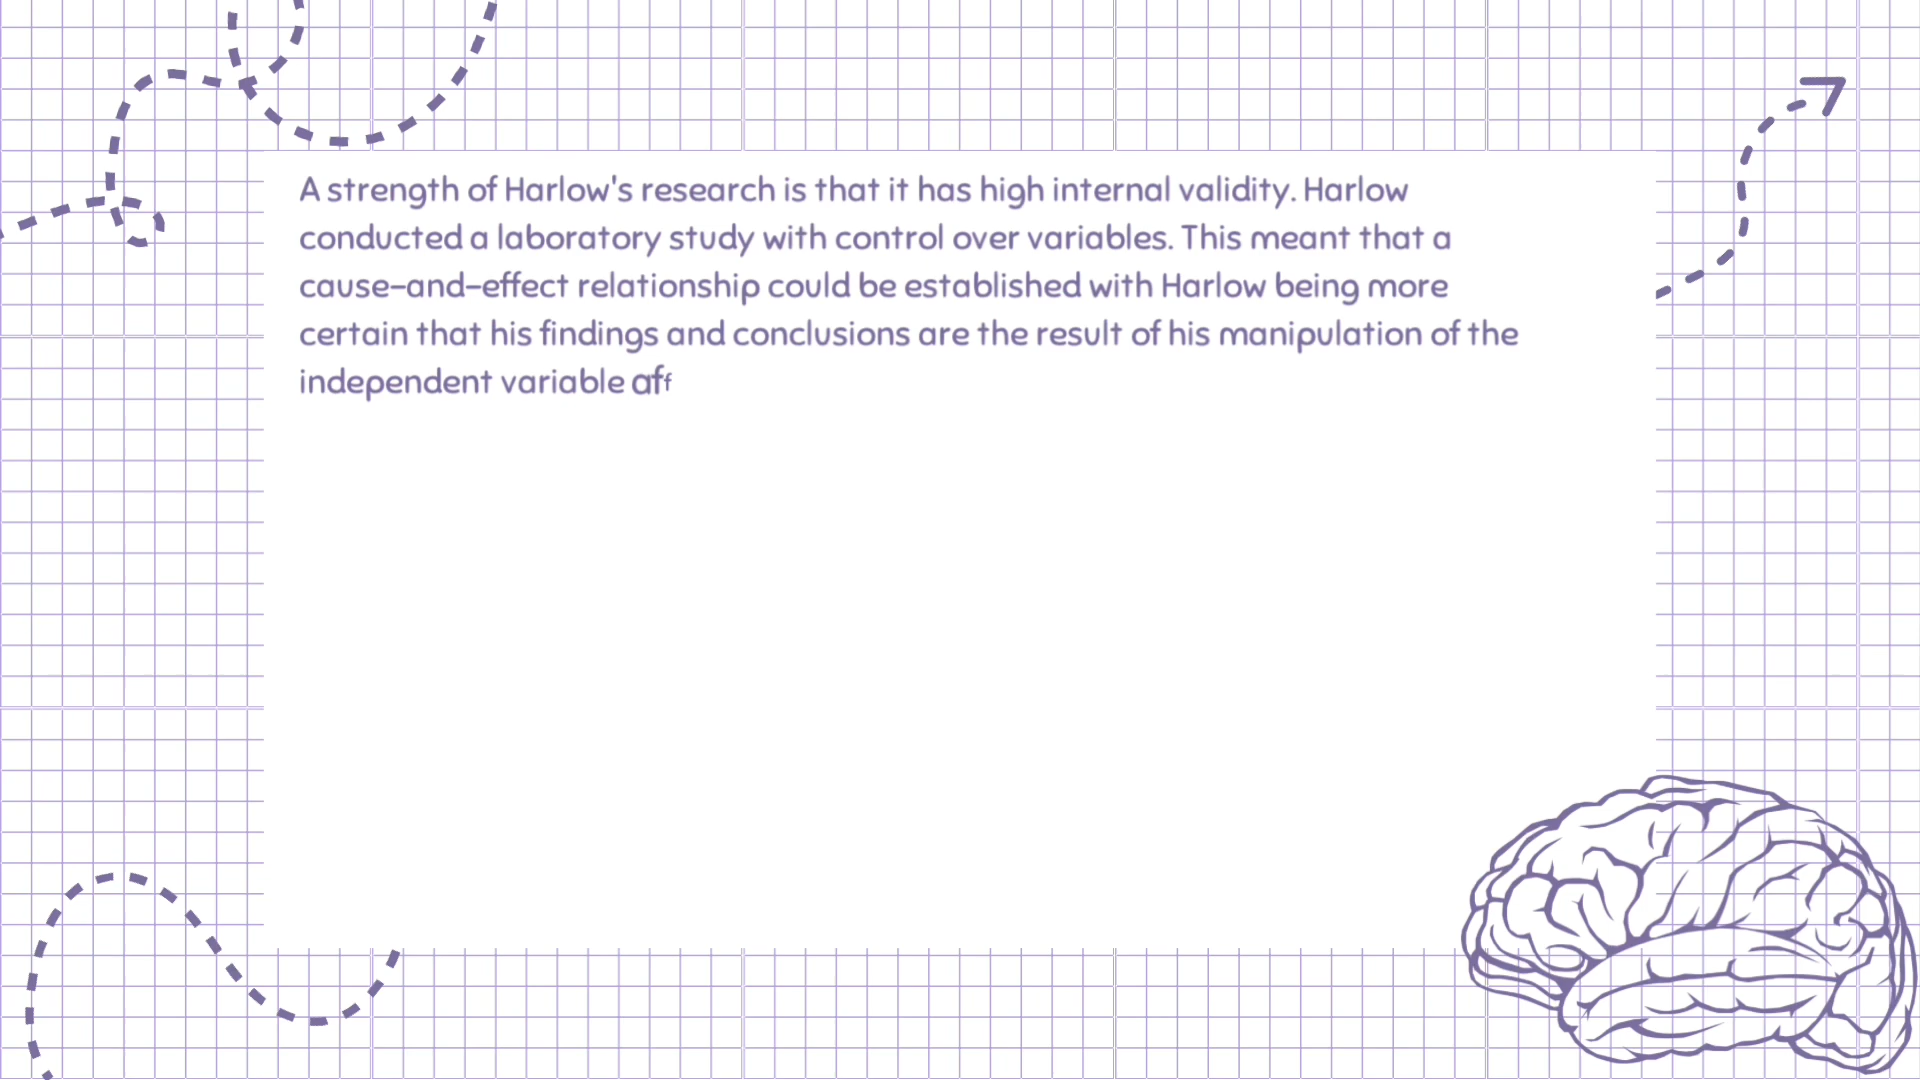 A strength of Harlow's research is that it has high internal validity. Harlow
conducted a laboratory study with control over variables. This meant that a
cause-and-effect relationship could be established with Harlow being more
certain that his findings and conclusions are the result of his manipulation of the
independent variable aff